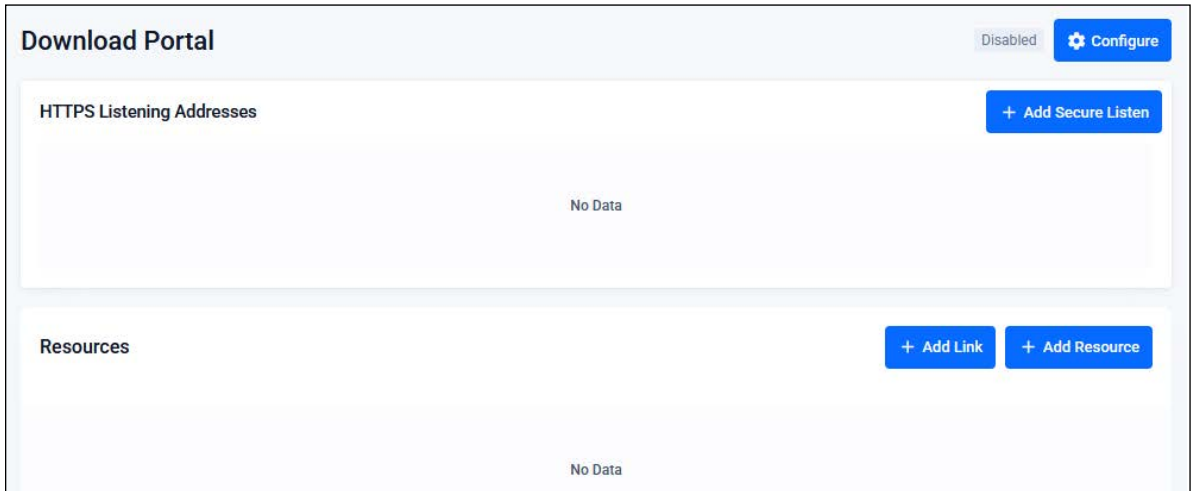 Download Portal
Disabled
Configure
HTTPS Listening Addresses
+ Add Secure Listen
No Data
Resources
+ Add Link
+ Add Resource
No Data